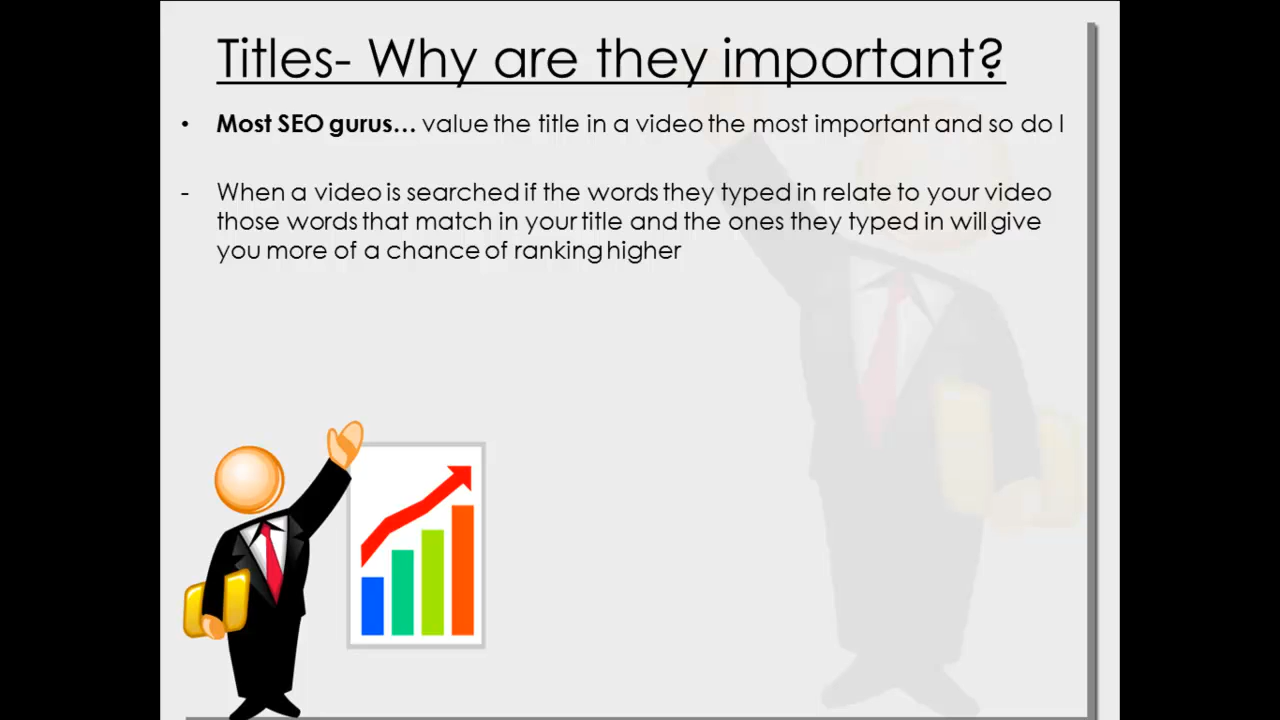 Titles- Why are they important?
• Most SEO gurus… value the title in a video the most important and so do I
- When a video is searched if the words they typed in relate to your video
those words that match in your title and the ones they typed in will give
you more of a chance of ranking higher